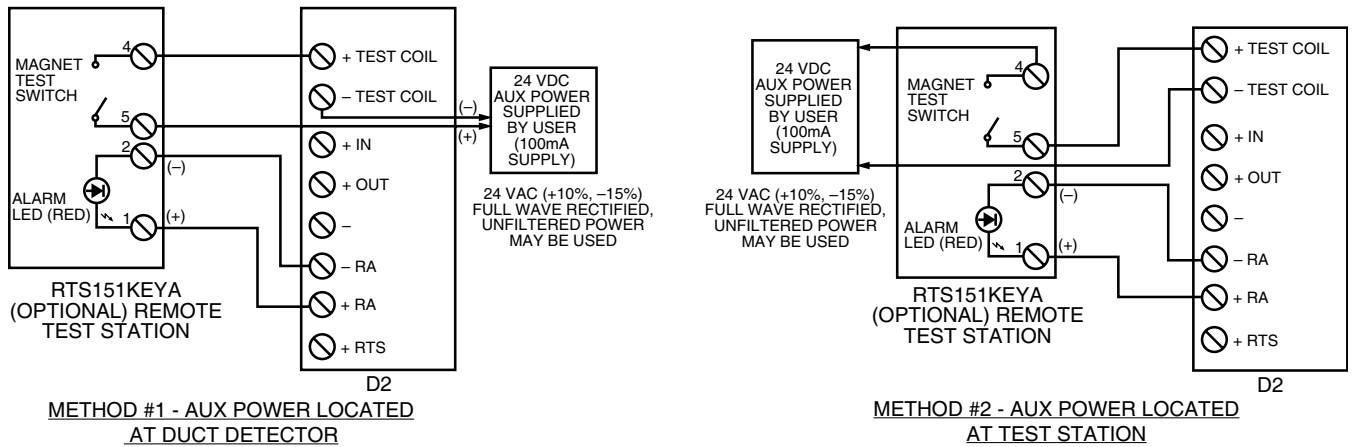 4
MAGNET
TEST
SWITCH
5
2
(–)
ALARM
LED (RED)
1
(+)
RTS151KEYA
(OPTIONAL) REMOTE
TEST STATION
+ TEST COIL
– TEST COIL
+ IN
+ OUT
–
– RA
+ RA
+ RTS
D2
(–)
(+)
24 VDC
AUX POWER
SUPPLIED
BY USER
(100mA
SUPPLY)
24 VAC (+10%, –15%)
FULL WAVE RECTIFIED,
UNFILTERED POWER
MAY BE USED
METHOD #1 - AUX POWER LOCATED
AT DUCT DETECTOR
24 VDC
AUX POWER
SUPPLIED
BY USER
(100mA
SUPPLY)
24 VAC (+10%, –15%)
FULL WAVE RECTIFIED,
UNFILTERED POWER
MAY BE USED
4
MAGNET
TEST
SWITCH
5
2
(–)
ALARM
LED (RED)
1
(+)
RTS151KEYA
(OPTIONAL) REMOTE
TEST STATION
+ TEST COIL
– TEST COIL
+ IN
+ OUT
–
– RA
+ RA
+ RTS
D2
METHOD #2 - AUX POWER LOCATED
AT TEST STATION